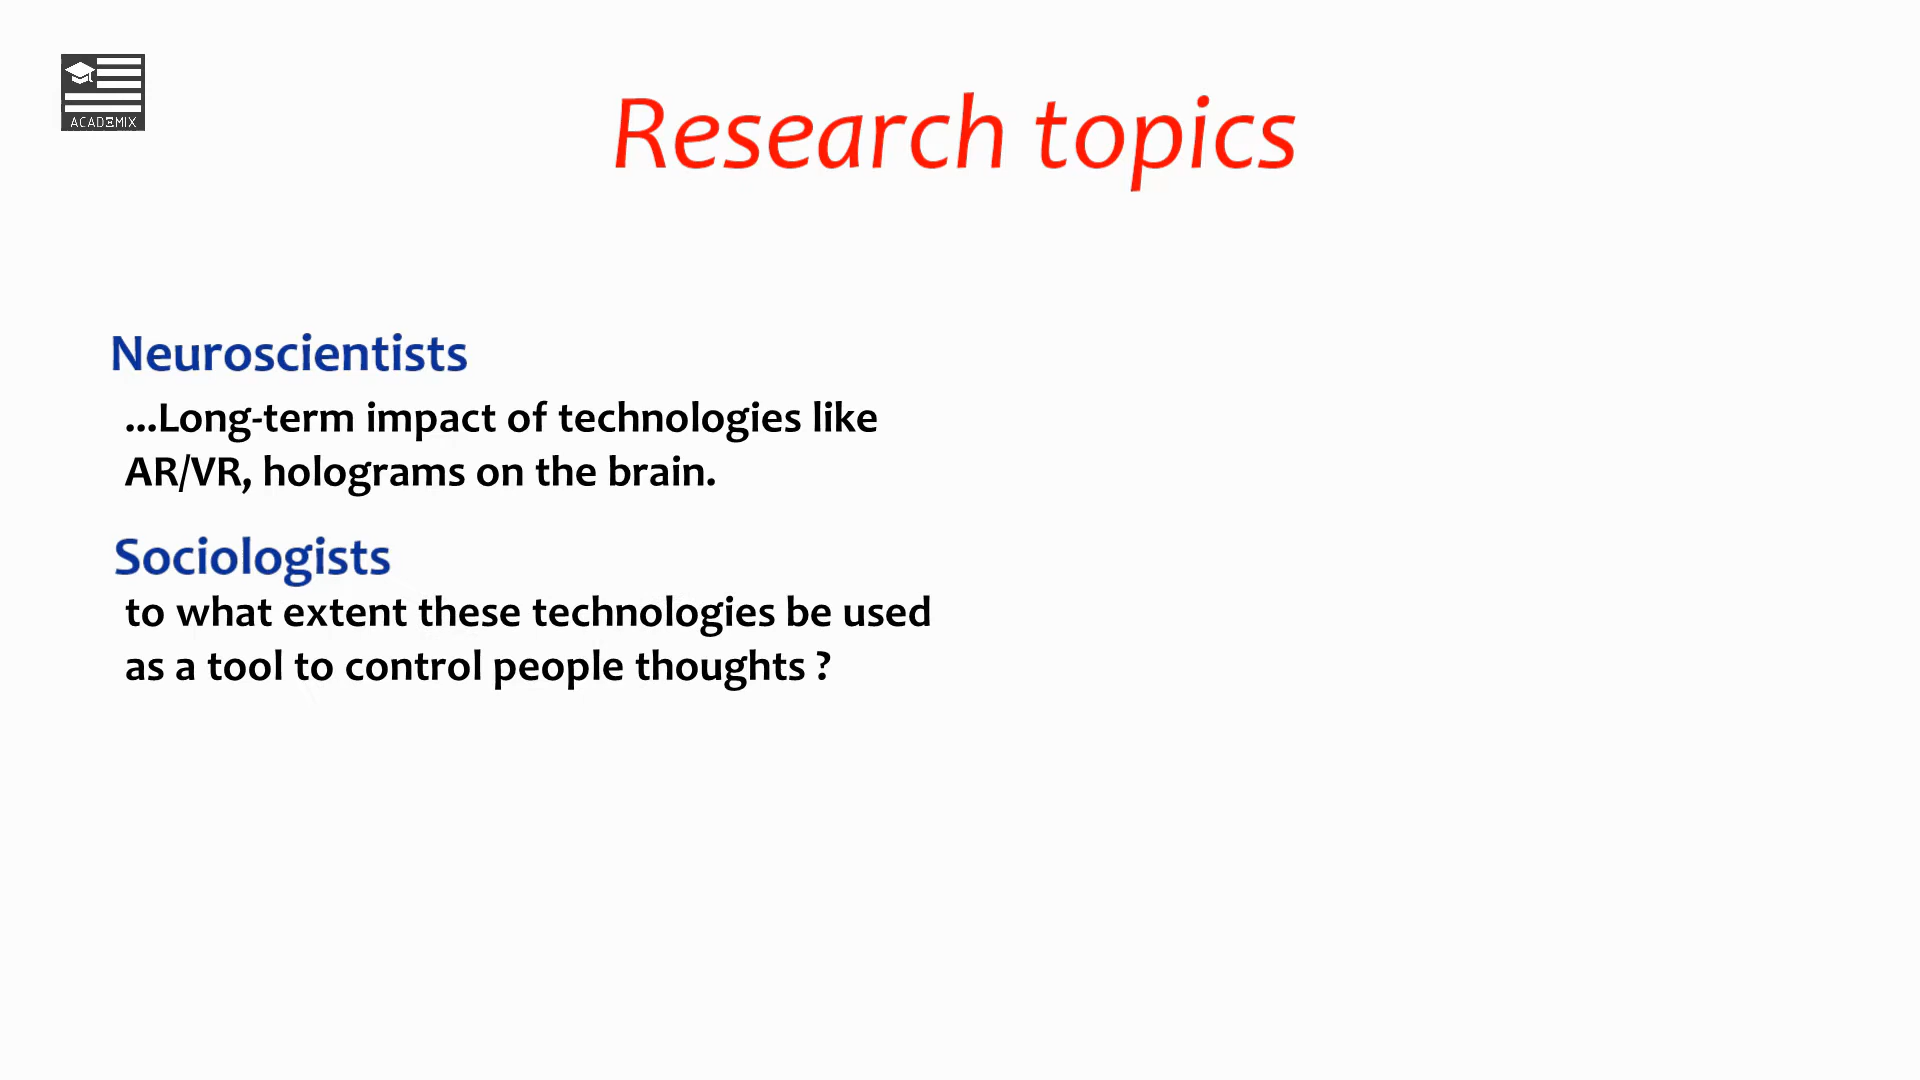 ACADΞMIX
Research topics
Neuroscientists
...Long-term impact of technologies like
AR/VR, holograms on the brain.
Sociologists
to what extent these technologies be used
as a tool to control people thoughts ?